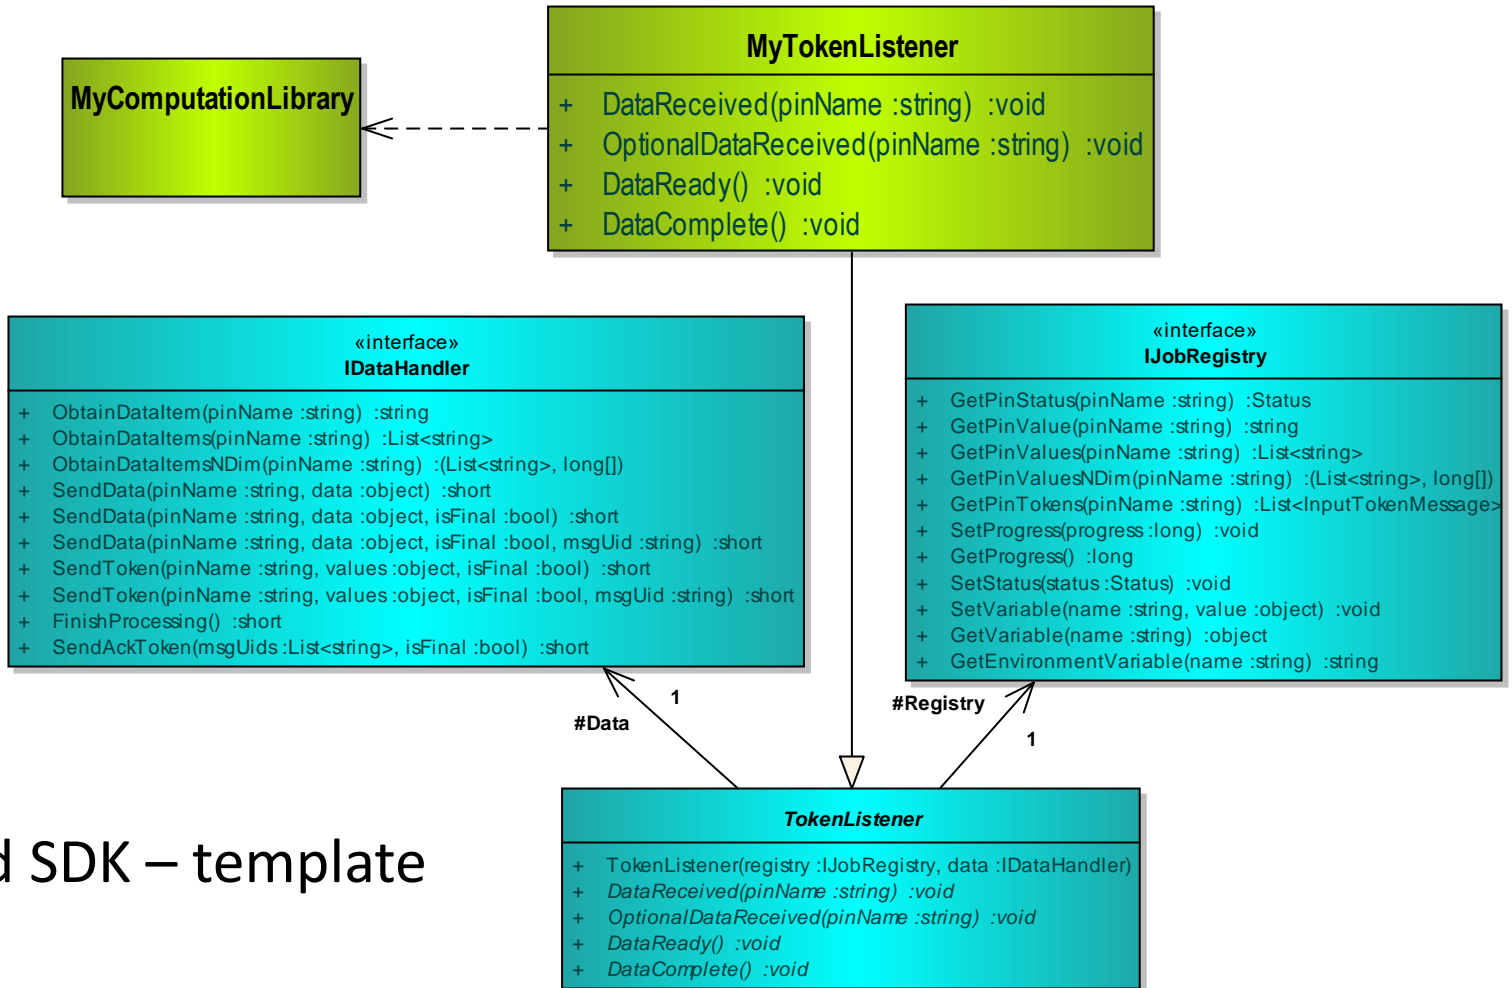 MyComputationLibrary
MyTokenListener
+ DataReceived(pinName :string) :void
+ OptionalDataReceived(pinName :string) :void
+ DataReady() :void
+ DataComplete() :void
«interface»
IDataHandler
+ ObtainDataItem(pinName :string) :string
+ ObtainDataItems(pinName :string) :List<string>
+ ObtainDataItemsNDim(pinName :string) :(List<string>, long[])
+ SendData(pinName :string, data :object) :short
+ SendData(pinName :string, data :object, isFinal :bool) :short
+ SendData(pinName :string, data :object, isFinal :bool, msgUid :string) :short
+ SendToken(pinName :string, values :object, isFinal :bool) :short
+ SendToken(pinName :string, values :object, isFinal :bool, msgUid :string) :short
+ FinishProcessing() :short
+ SendAckToken(msgUids :List<string>, isFinal :bool) :short
«interface»
IJobRegistry
+ GetPinStatus(pinName :string) :Status
+ GetPinValue(pinName :string) :string
+ GetPinValues(pinName :string) :List<string>
+ GetPinValuesNDim(pinName :string) :(List<string>, long[])
+ GetPinTokens(pinName :string) :List<InputTokenMessage>
+ SetProgress(progress :long) :void
+ GetProgress() :long
+ SetStatus(status :Status) :void
+ SetVariable(name :string, value :object) :void
+ GetVariable(name :string) :object
+ GetEnvironmentVariable(name :string) :string
#Data
1
#Registry
1
TokenListener
+ TokenListener(registry :IJobRegistry, data :IDataHandler)
+ DataReceived(pinName :string) :void
+ OptionalDataReceived(pinName :string) :void
+ DataReady() :void
+ DataComplete() :void
d SDK – template